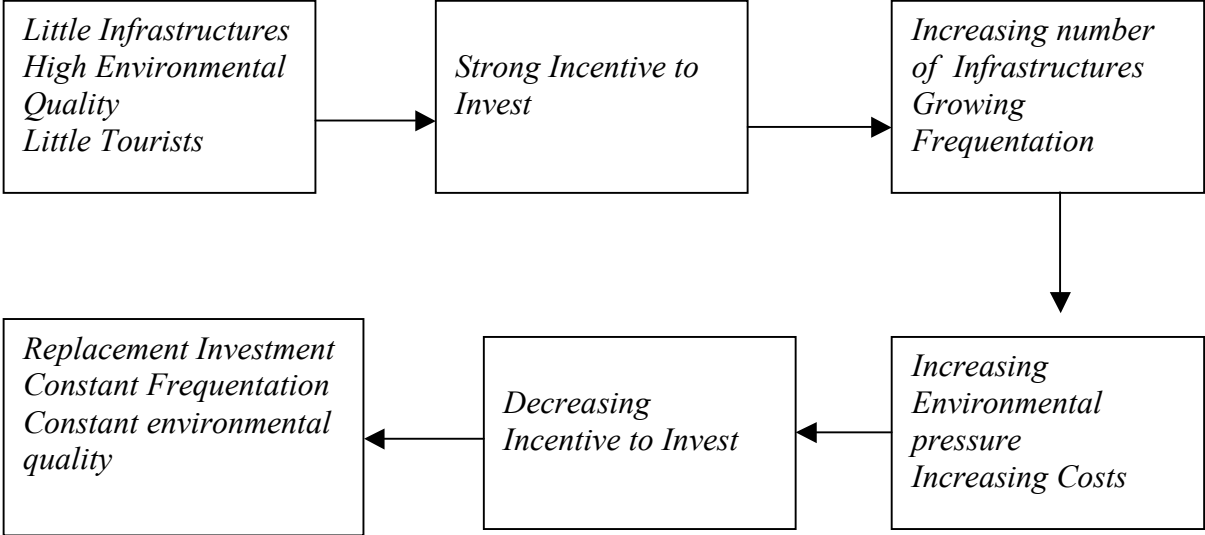 Little Infrastructures
High Environmental
Quality
Little Tourists
Strong Incentive to
Invest
Increasing number
of Infrastructures
Growing
Frequentation
Increasing
Environmental
pressure
Increasing Costs
Decreasing
Incentive to Invest
Replacement Investment
Constant Frequentation
Constant environmental
quality